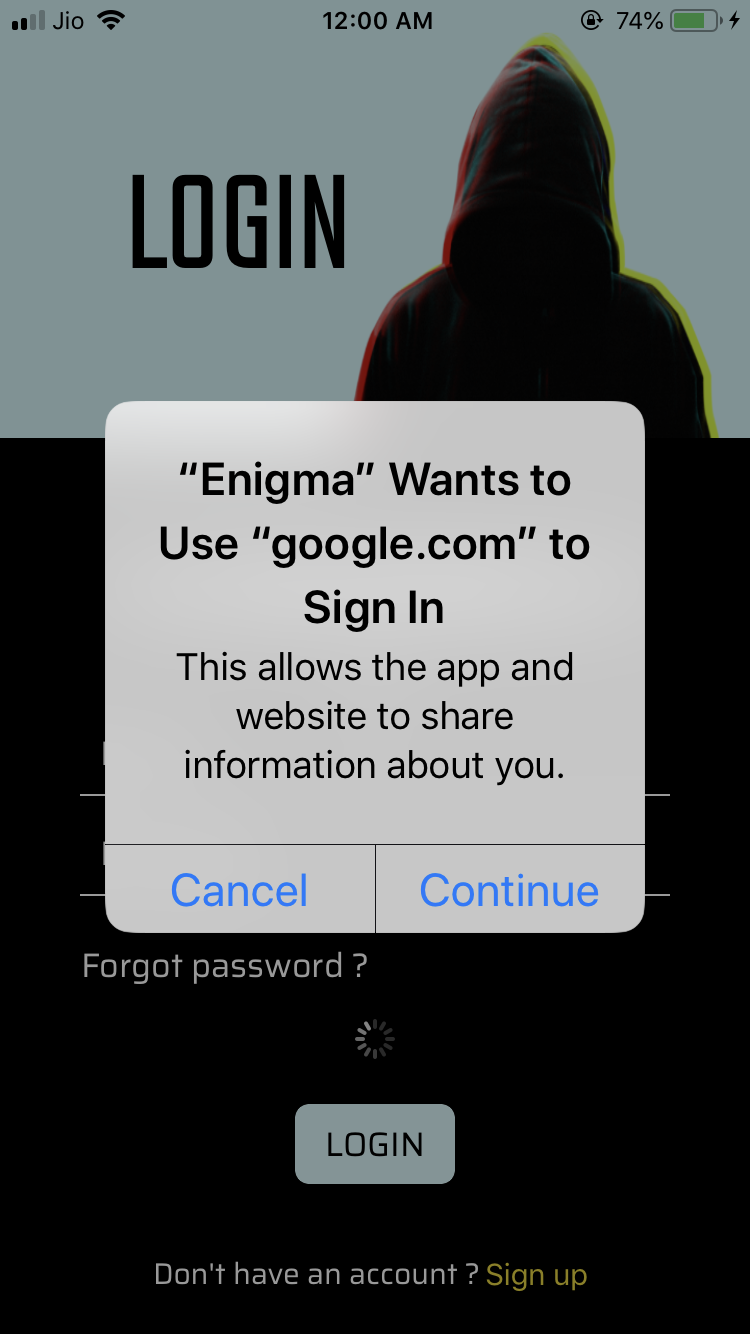 Jio 12:00 AM 74%
LOGIN
“Enigma” Wants to
Use “google.com” to
Sign In
This allows the app and
website to share
information about you.
Cancel Continue
Forgot password ?
LOGIN
Don't have an account ? Sign up